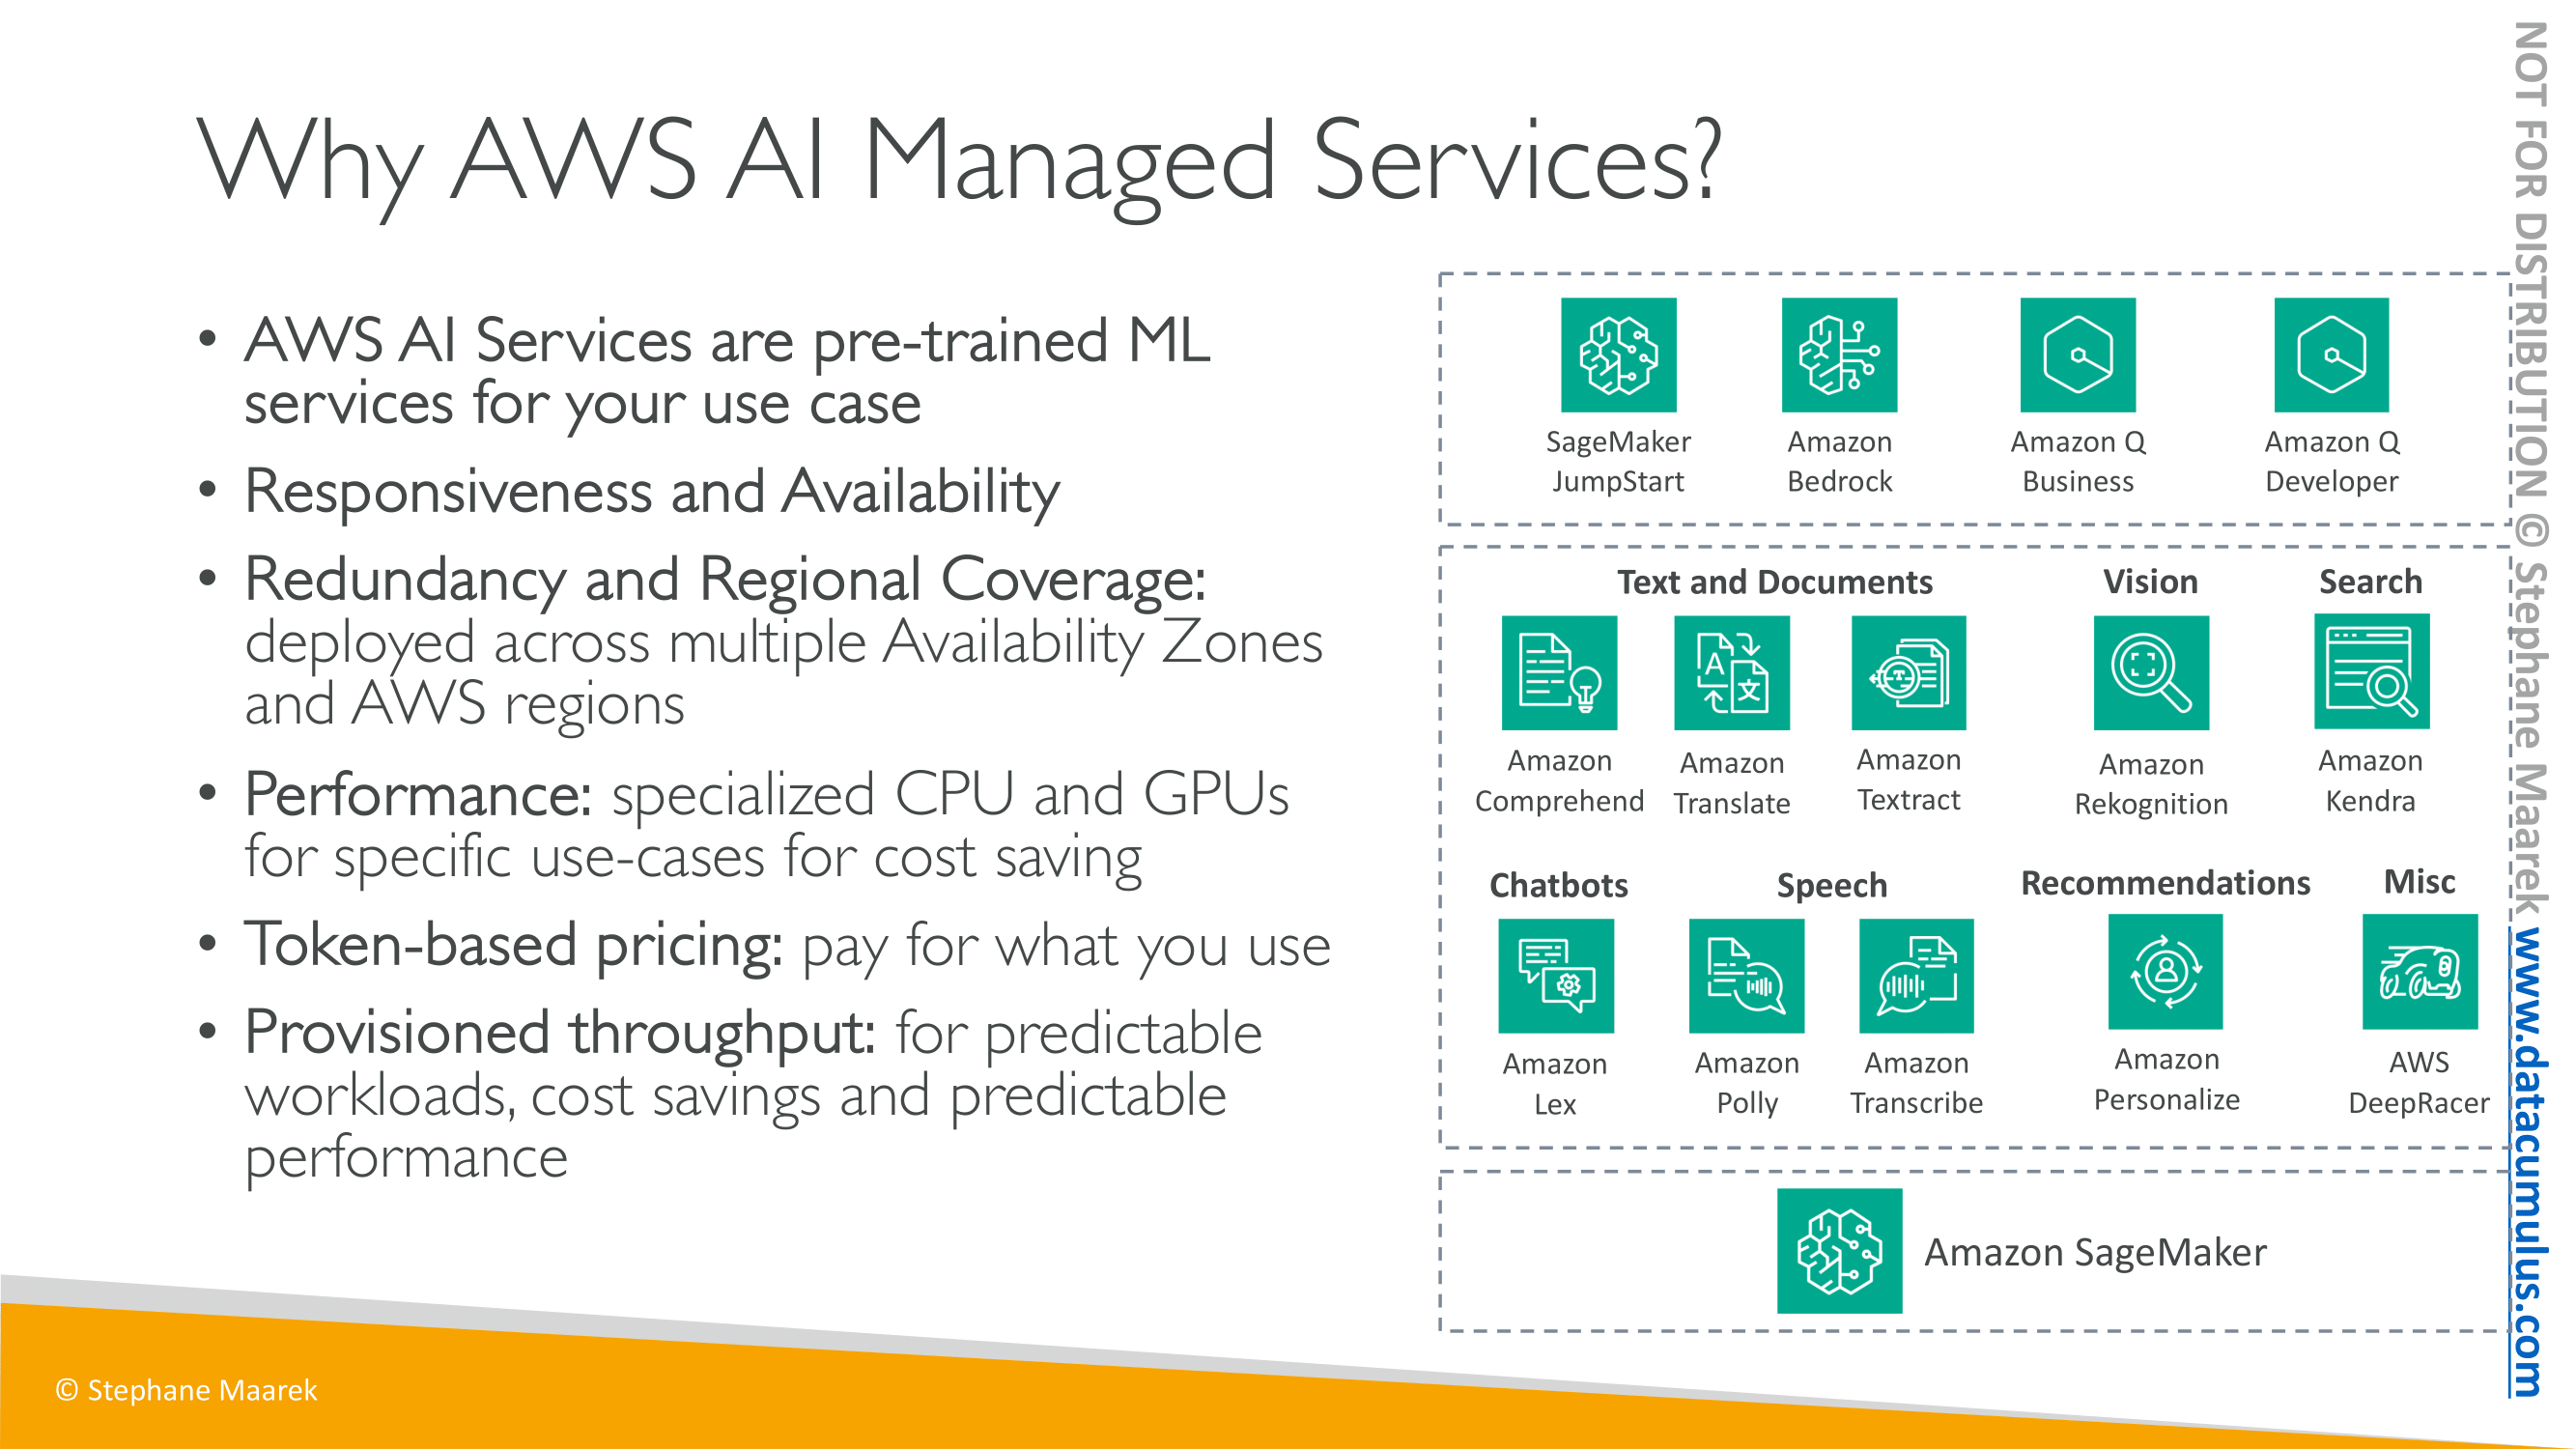 Why AWS AI Managed Services?
• AWS AI Services are pre-trained ML
services for your use case
• Responsiveness and Availability
• Redundancy and Regional Coverage:
deployed across multiple Availability Zones
and AWS regions
• Performance: specialized CPU and GPUs
for specific use-cases for cost saving
• Token-based pricing: pay for what you use
• Provisioned throughput: for predictable
workloads, cost savings and predictable
performance
SageMaker
JumpStart
Amazon
Bedrock
Amazon Q
Business
Amazon Q
Developer
Text and Documents
Amazon
Comprehend
Amazon
Translate
Amazon
Textract
Vision
Amazon
Rekognition
Search
Amazon
Kendra
Chatbots
Amazon
Lex
Speech
Amazon
Polly
Amazon
Transcribe
Recommendations
Amazon
Personalize
Misc
AWS
DeepRacer
Amazon SageMaker
© Stephane Maarek
NOT FOR DISTRIBUTION © Stephane Maarek www.datacumulus.com